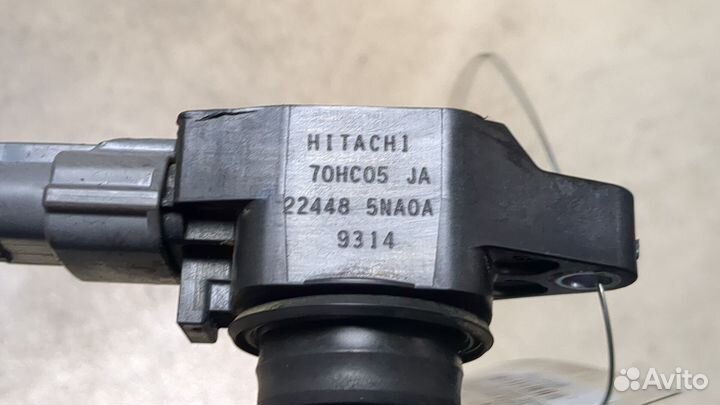 HITACHI
70HC05 JA
22448 5NA0A
9314
Avito